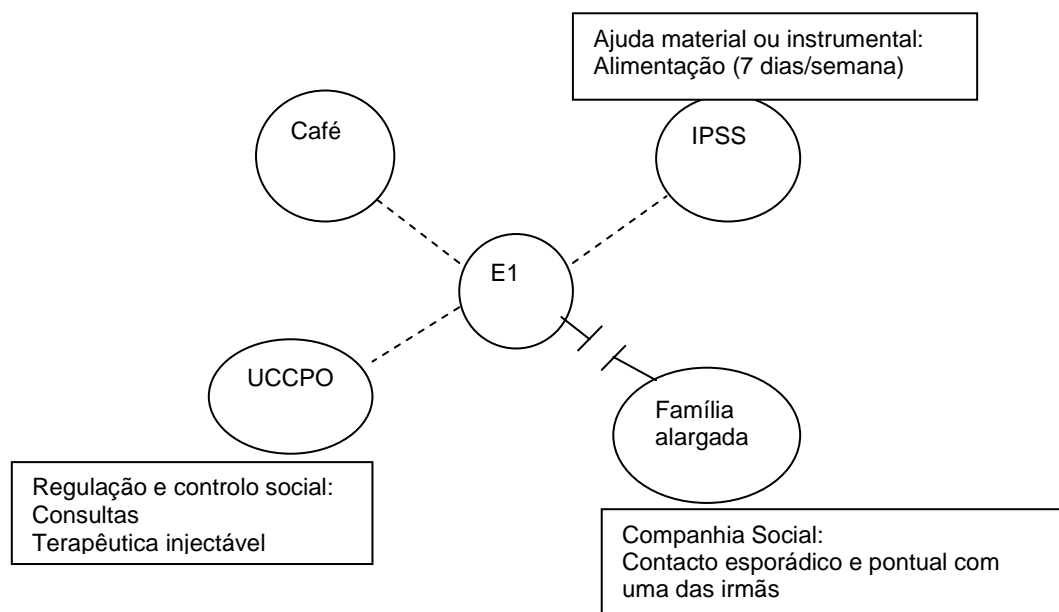 Ajuda material ou instrumental:
Alimentação (7 dias/semana)
Café
IPSS
E1
UCCPO
Família
alargada
Regulação e controlo social:
Consultas
Terapêutica injectável
Companhia Social:
Contacto esporádico e pontual com
uma das irmãs